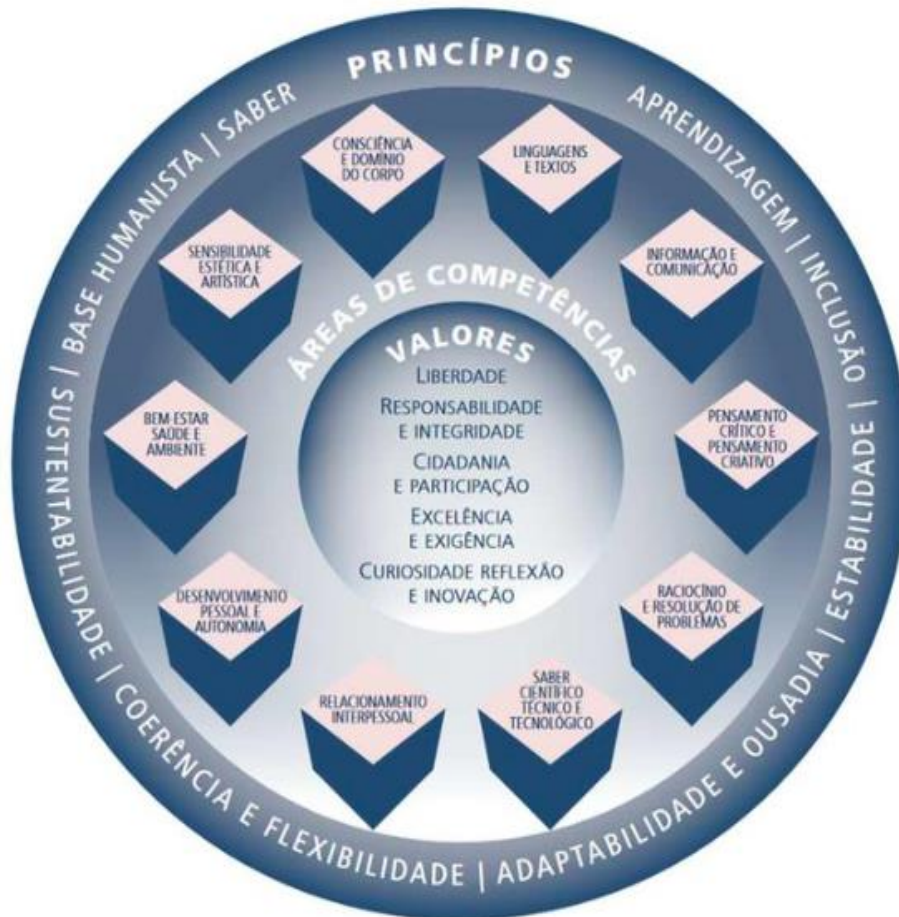 PRINCÍPIOS
APRENDIZAGEM | INCLUSÃO | ESTABILIDADE | ADAPTABILIDADE E OUSADIA | COERÊNCIA E FLEXIBILIDADE | SUSTENTABILIDADE | BASE HUMANISTA | SABER
ÁREAS DE COMPETÊNCIAS
LINGUAGENS
E TEXTOS
INFORMAÇÃO E
COMUNICAÇÃO
PENSAMENTO
CRÍTICO E
PENSAMENTO
CRIATIVO
RACIOCÍNIO
E RESOLUÇÃO DE
PROBLEMAS
SABER
CIENTÍFICO
TÉCNICO E
TECNOLÓGICO
RELACIONAMENTO
INTERPESSOAL
DESENVOLVIMENTO
PESSOAL E
AUTONOMIA
BEM-ESTAR
SAÚDE E
AMBIENTE
SENSIBILIDADE
ESTÉTICA E
ARTÍSTICA
CONSCIÊNCIA
E DOMÍNIO
DO CORPO
VALORES
LIBERDADE
RESPONSABILIDADE
E INTEGRIDADE
CIDADANIA
E PARTICIPAÇÃO
EXCELÊNCIA
E EXIGÊNCIA
CURIOSIDADE REFLEXÃO
E INOVAÇÃO